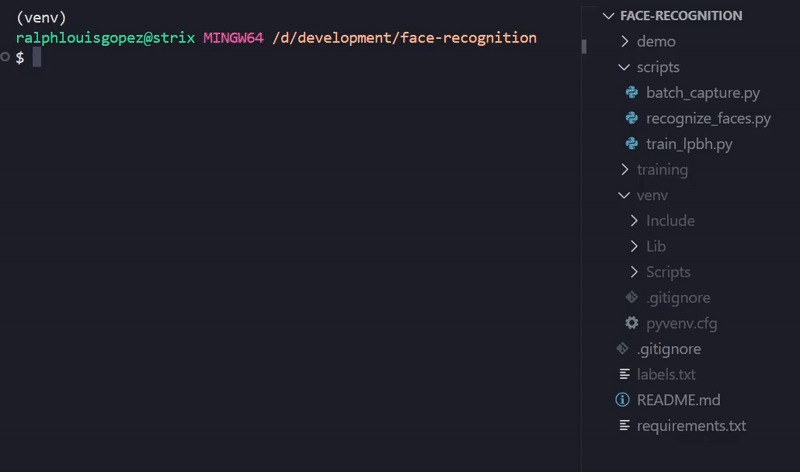 (venv)
ralphlouisgopez@strix MINGW64 /d/development/face-recognition
$
FACE-RECOGNITION
demo
scripts
batch_capture.py
recognize_faces.py
train_lpbh.py
training
venv
Include
Lib
Scripts
.gitignore
pyvenv.cfg
.gitignore
labels.txt
README.md
requirements.txt